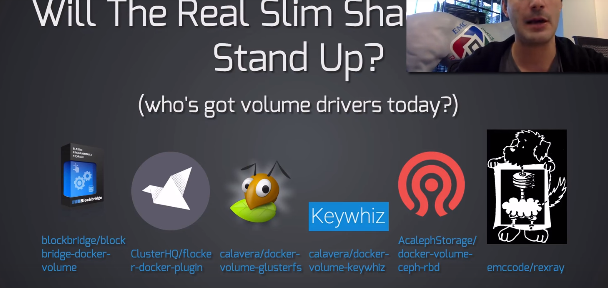 Will The Real Slim Sha
Stand Up?
(who's got volume drivers today?)
Keywhiz
blockbridge/block
bridge-docker-
volume
ClusterHQ/flocke
r-docker-plugin
calavera/docker-
volume-glusterfs
calavera/docker-
volume-keywhiz
AcalephStorage/
docker-volume-
ceph-rbd
emccode/rexray